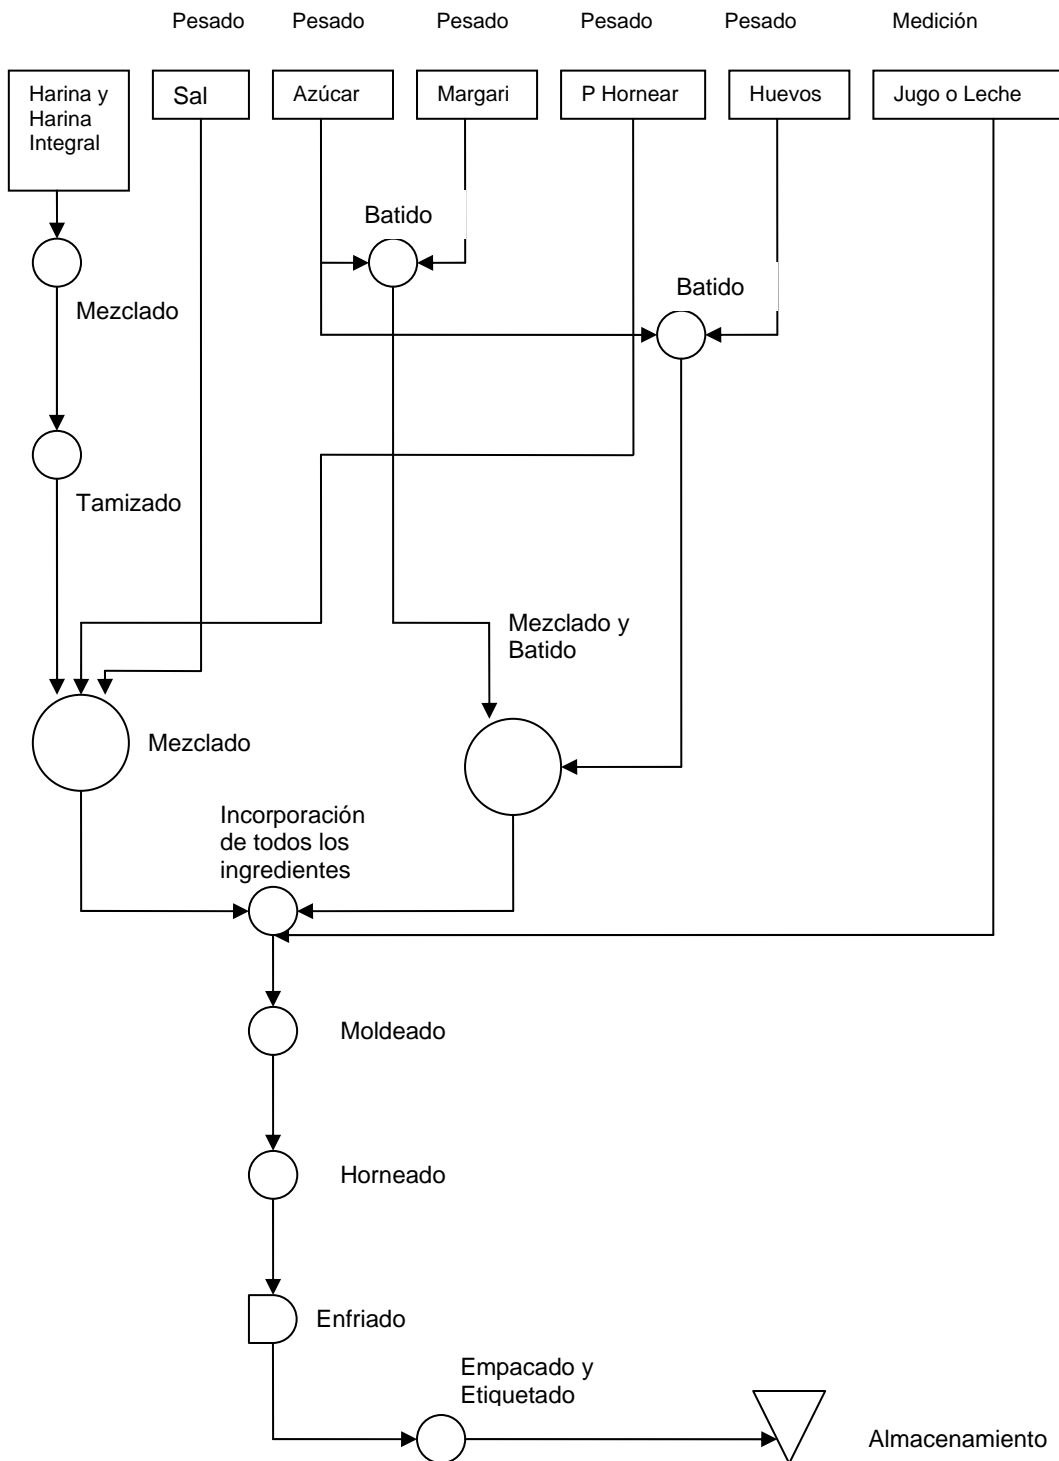 Pesado
Pesado
Pesado
Pesado
Pesado
Medición
Harina y
Harina
Integral
Sal
Azúcar
Margari
P Hornear
Huevos
Jugo o Leche
Batido
Batido
Mezclado
Tamizado
Mezclado y
Batido
Mezclado
Incorporación
de todos los
ingredientes
Moldeado
Horneado
Enfriado
Empacado y
Etiquetado
Almacenamiento